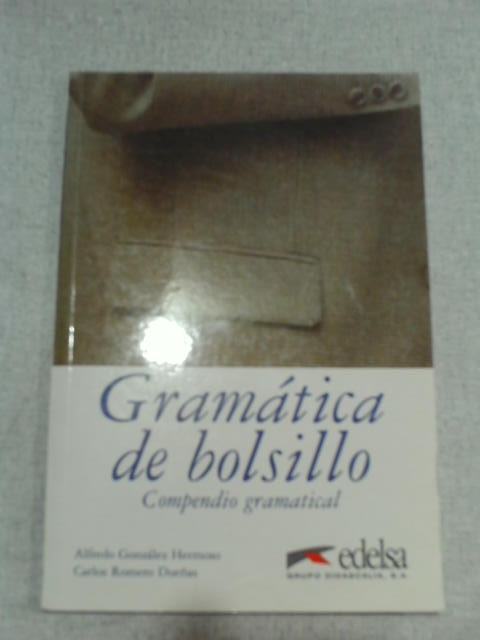 Gramática
de bolsillo
Compendio gramatical
Alfredo González Hermoso
Carlos Romero Dueñas
edelsa
GRUPO DIDASCALIA, S.A.